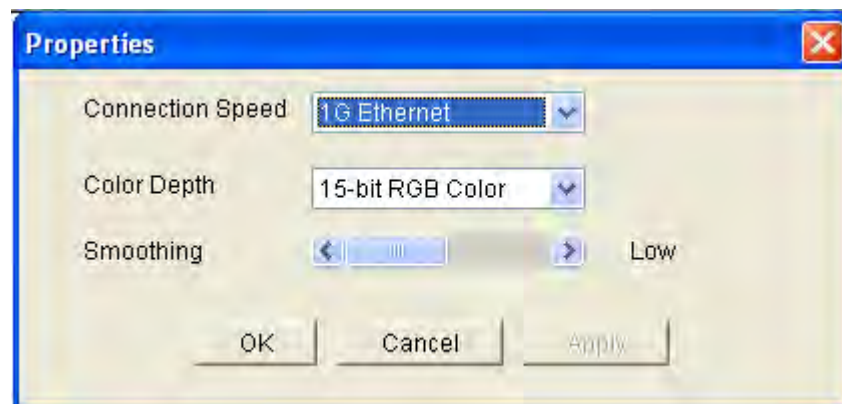 Properties
Connection Speed 1G Ethernet
Color Depth 15-bit RGB Color
Smoothing Low
OK Cancel Apply